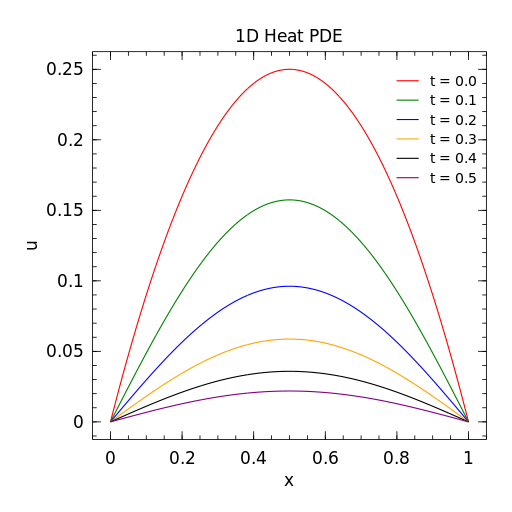 1D Heat PDE
t = 0.0
t = 0.1
t = 0.2
t = 0.3
t = 0.4
t = 0.5
0.25
0.2
0.15
0.1
0.05
0
u
0 0.2 0.4 0.6 0.8 1
x